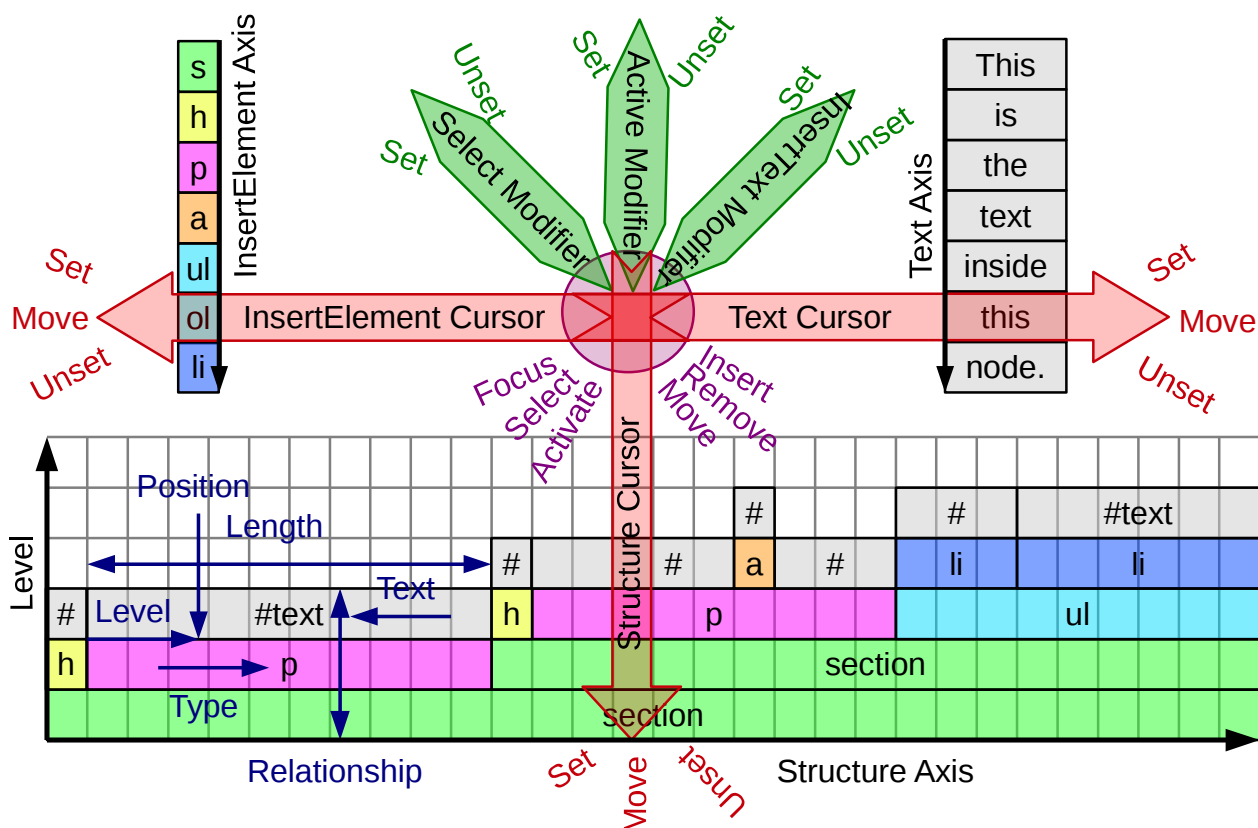 s
h
p
a
ul
ol
li
InsertElement Axis
Set
Unset
Select Modifier
Set
Unset
Active Modifier
Set
Unset
InsertText Modifier
This
is
the
text
inside
this
node.
Text Axis
Set
Move
Unset
InsertElement Cursor
Text Cursor
Set
Move
Unset
Focus
Select
Activate
Insert
Remove
Move
Structure Cursor
Level
Position
Length
# #
# # a # li li
Text
# Level #text h p ul
#text
h p section
Type
section
Relationship
Set
Move
Unset
Structure Axis